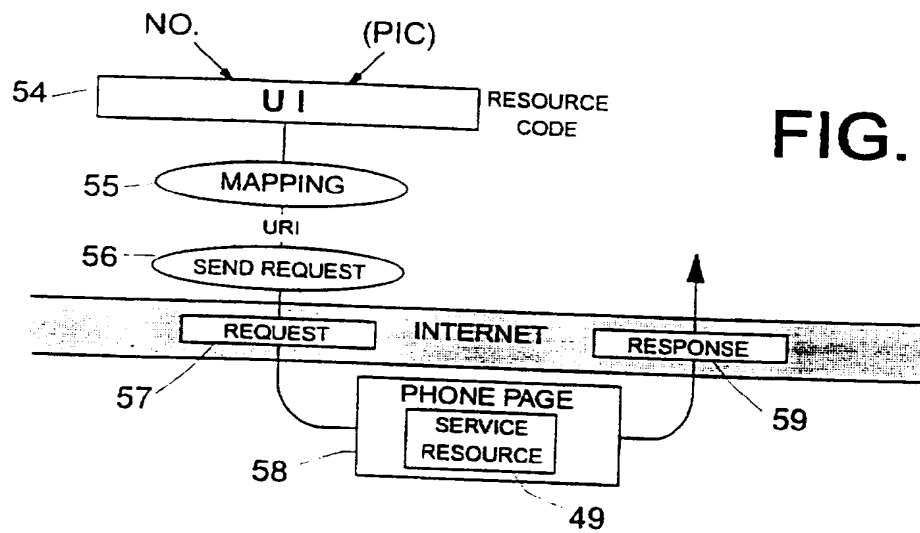 NO.
(PIC)
54
U I
RESOURCE
CODE
FIG.
55
MAPPING
URI
56
SEND REQUEST
REQUEST
INTERNET
RESPONSE
57
59
PHONE PAGE
SERVICE
RESOURCE
58
49